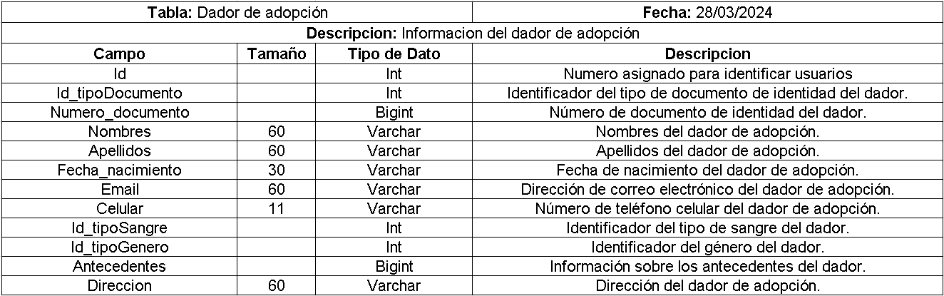 Tabla: Dador de adopción Fecha: 28/03/2024
Descripcion: Informacion del dador de adopción
Campo Tamaño Tipo de Dato Descripcion
Id Int Numero asignado para identificar usuarios
Id_tipoDocumento Int Identificador del tipo de documento de identidad del dador.
Numero_documento Bigint Número de documento de identidad del dador.
Nombres 60 Varchar Nombres del dador de adopción.
Apellidos 60 Varchar Apellidos del dador de adopción.
Fecha_nacimiento 30 Varchar Fecha de nacimiento del dador de adopción.
Email 60 Varchar Dirección de correo electrónico del dador de adopción.
Celular 11 Varchar Número de teléfono celular del dador de adopción.
Id_tipoSangre Int Identificador del tipo de sangre del dador.
Id_tipoGenero Int Identificador del género del dador.
Antecedentes Bigint Información sobre los antecedentes del dador.
Direccion 60 Varchar Dirección del dador de adopción.